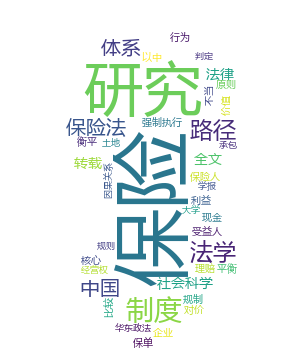 行为
体系
以中
判定
研究
法律
原则
不当
保险法
强制执行
路径
衡平
土地
承包
转载
全文
保险
因果关系
保险人
学报
利益
大学
现金
受益人
规则
法学
核心
经营权
理赔
平衡
中国
社会科学
制度
比较
规制
对价
华东政法
企业
保单